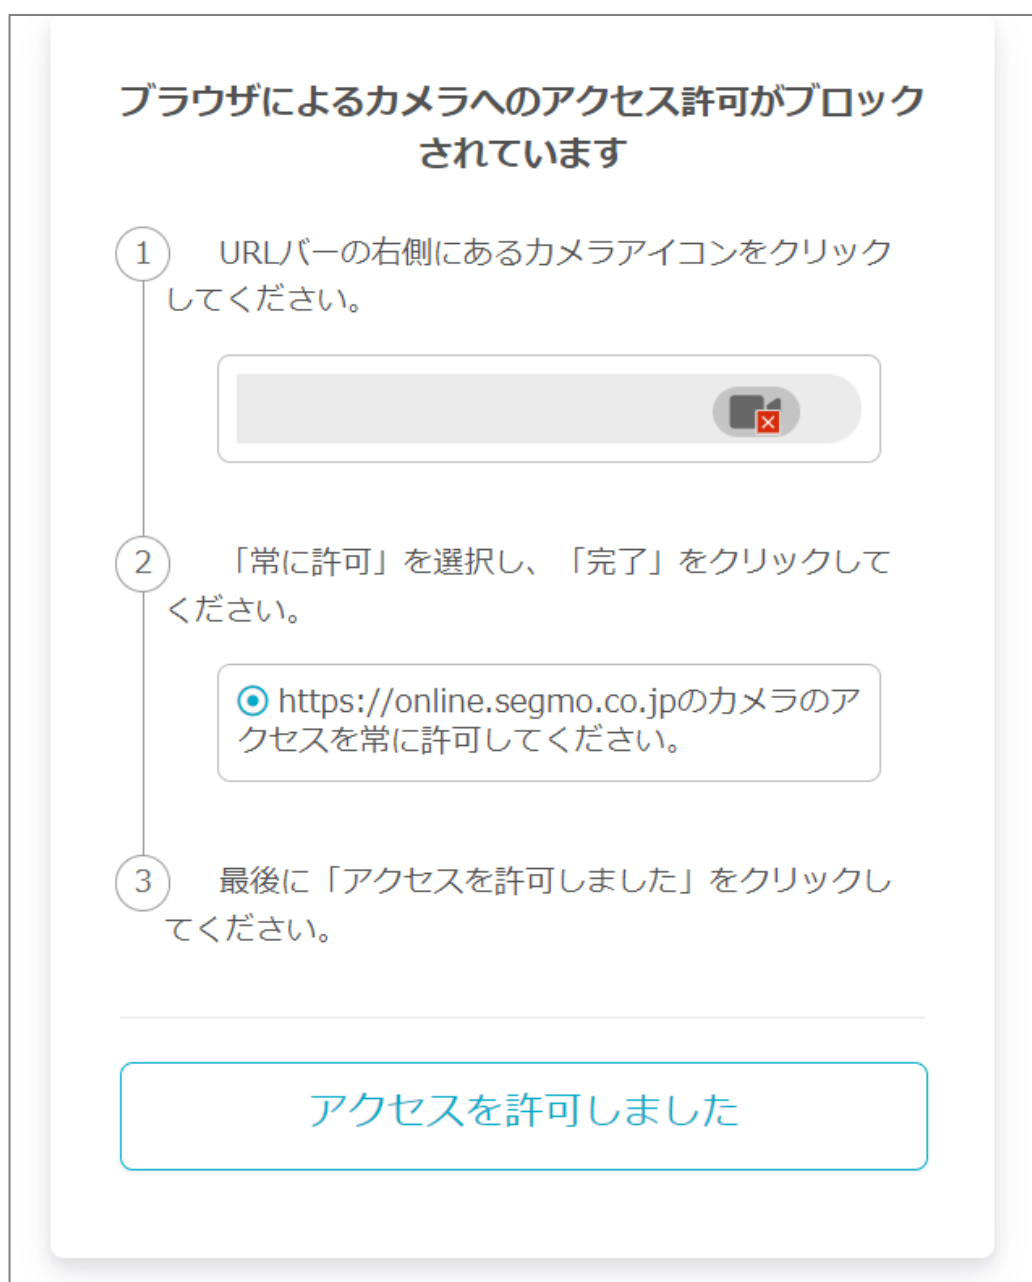 ブラウザによるカメラへのアクセス許可がブロック
されています
1
URLバーの右側にあるカメラアイコンをクリック
してください。
2
「常に許可」を選択し、「完了」をクリックして
ください。
https://online.segmo.co.jpのカメラのア
クセスを常に許可してください。
3
最後に「アクセスを許可しました」をクリックし
てください。
アクセスを許可しました